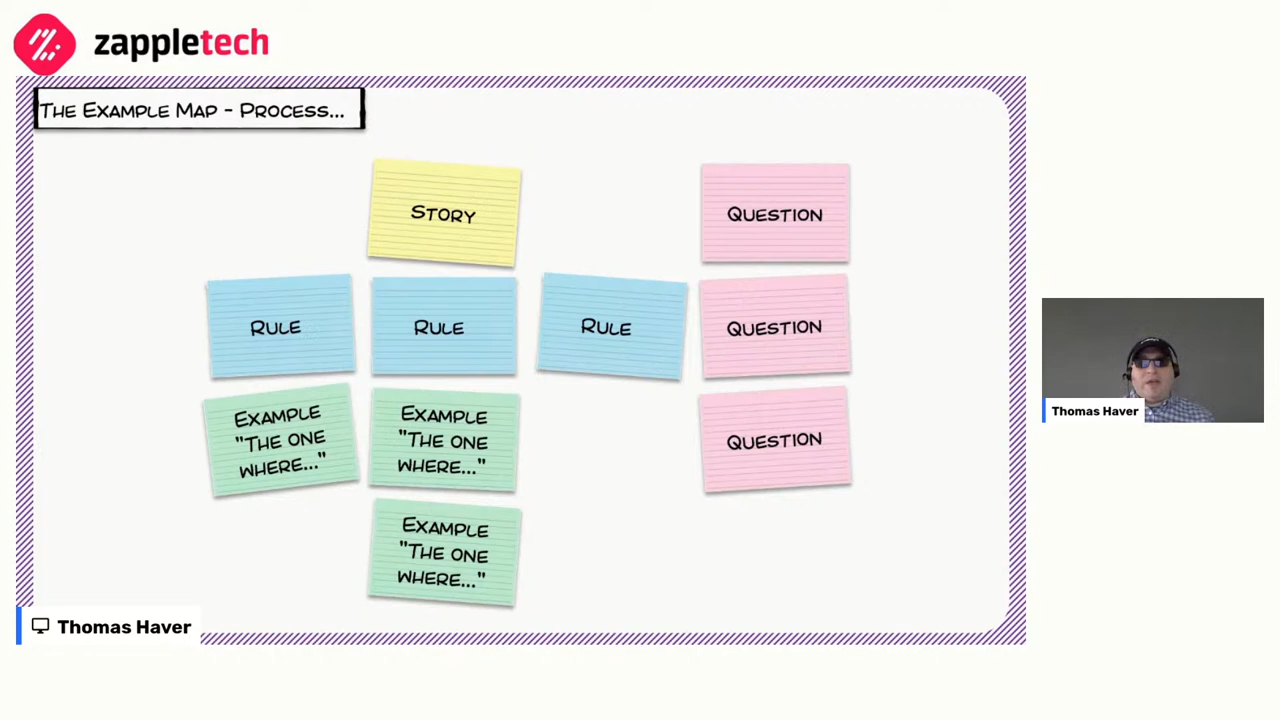 zappletech
The Example Map - Process...
Story
Question
Rule
Rule
Rule
Question
Example
"The one
where..."
Example
"The one
where..."
Question
Example
"The one
where..."
Thomas Haver
Thomas Haver